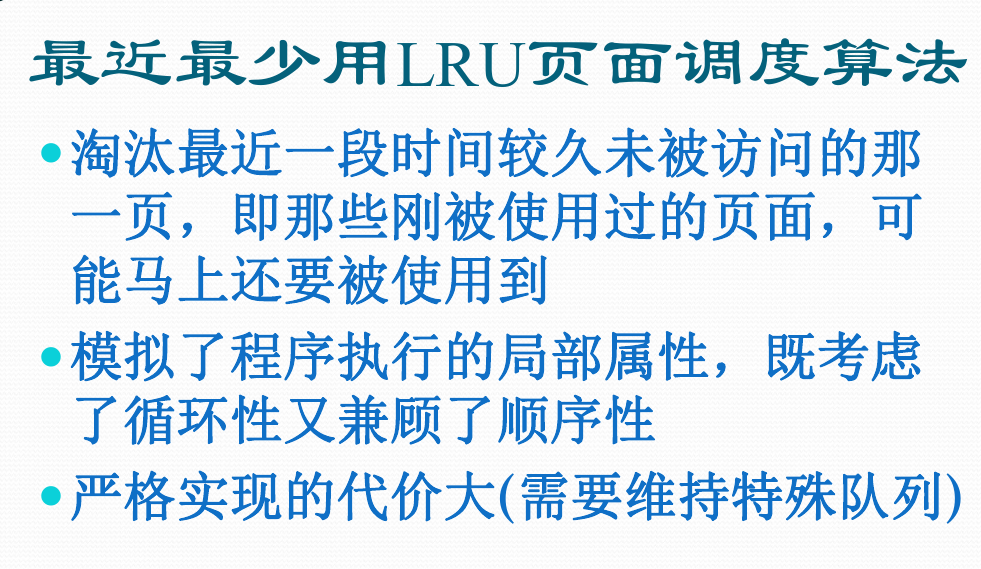 最近最少用LRU页面调度算法
•淘汰最近一段时间较久未被访问的那
一页，即那些刚被使用过的页面，可
能马上还要被使用到
•模拟了程序执行的局部属性，既考虑
了循环性又兼顾了顺序性
•严格实现的代价大(需要维持特殊队列)